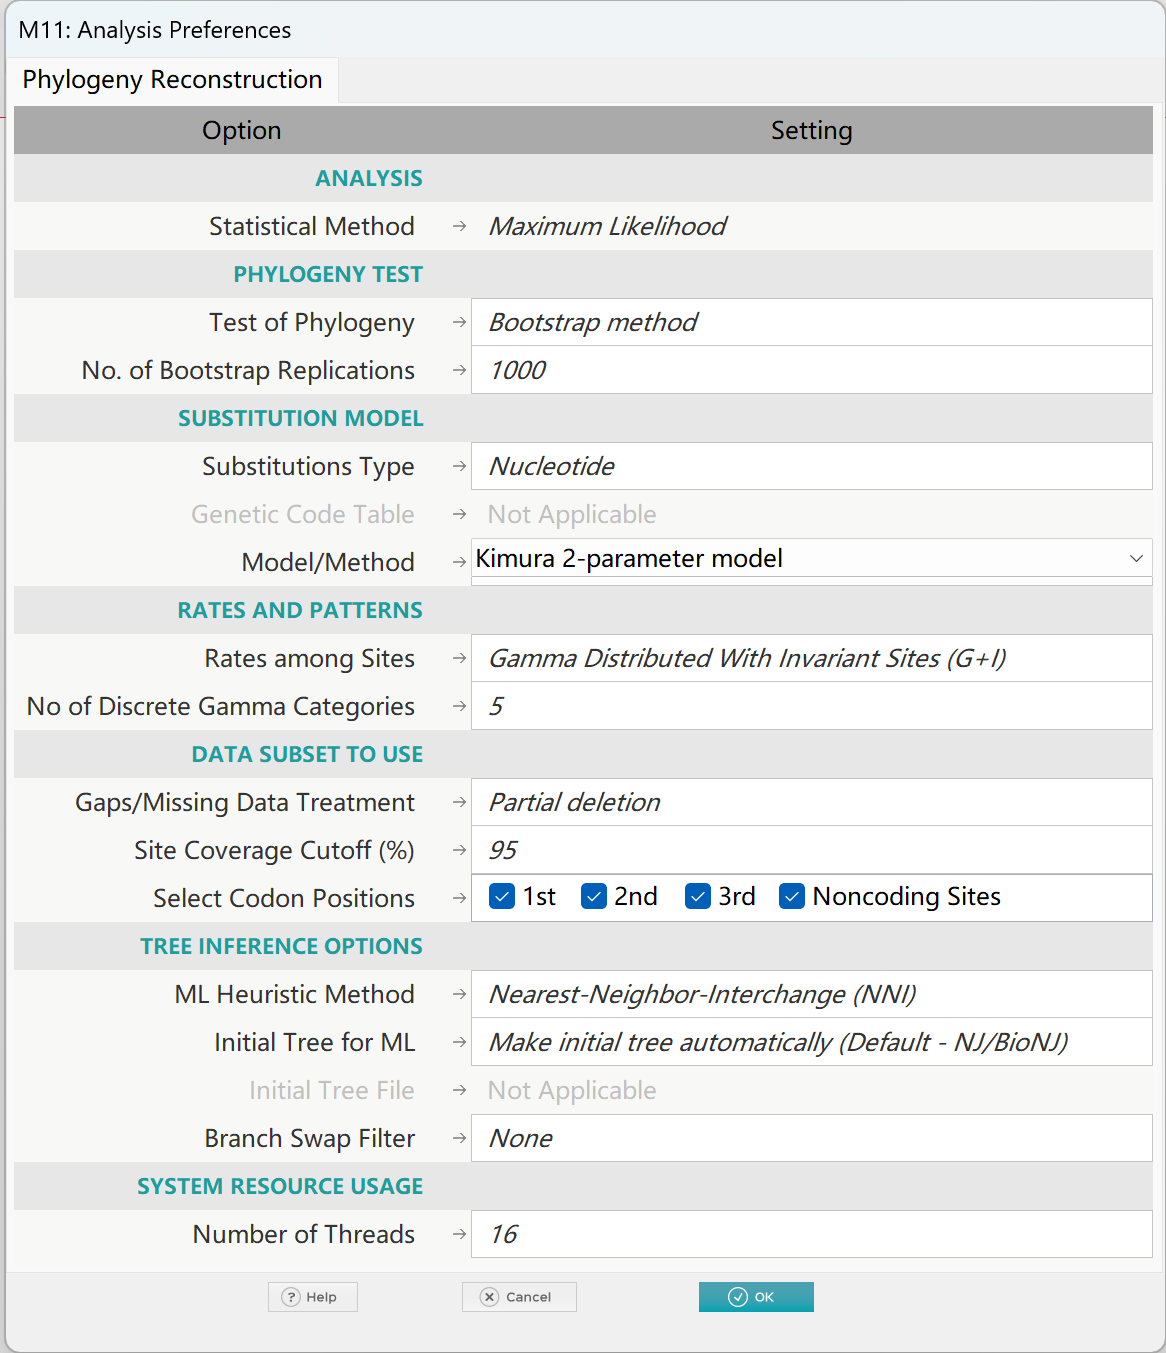 M11: Analysis Preferences
Phylogeny Reconstruction
Option Setting
ANALYSIS
Statistical Method → Maximum Likelihood
PHYLOGENY TEST
Test of Phylogeny → Bootstrap method
No. of Bootstrap Replications → 1000
SUBSTITUTION MODEL
Substitutions Type → Nucleotide
Genetic Code Table → Not Applicable
Model/Method → Kimura 2-parameter model
RATES AND PATTERNS
Rates among Sites → Gamma Distributed With Invariant Sites (G+I)
No of Discrete Gamma Categories → 5
DATA SUBSET TO USE
Gaps/Missing Data Treatment → Partial deletion
Site Coverage Cutoff (%) → 95
Select Codon Positions → 1st 2nd 3rd Noncoding Sites
TREE INFERENCE OPTIONS
ML Heuristic Method → Nearest-Neighbor-Interchange (NNI)
Initial Tree for ML → Make initial tree automatically (Default - NJ/BioNJ)
Initial Tree File → Not Applicable
Branch Swap Filter → None
SYSTEM RESOURCE USAGE
Number of Threads → 16
? Help Cancel OK